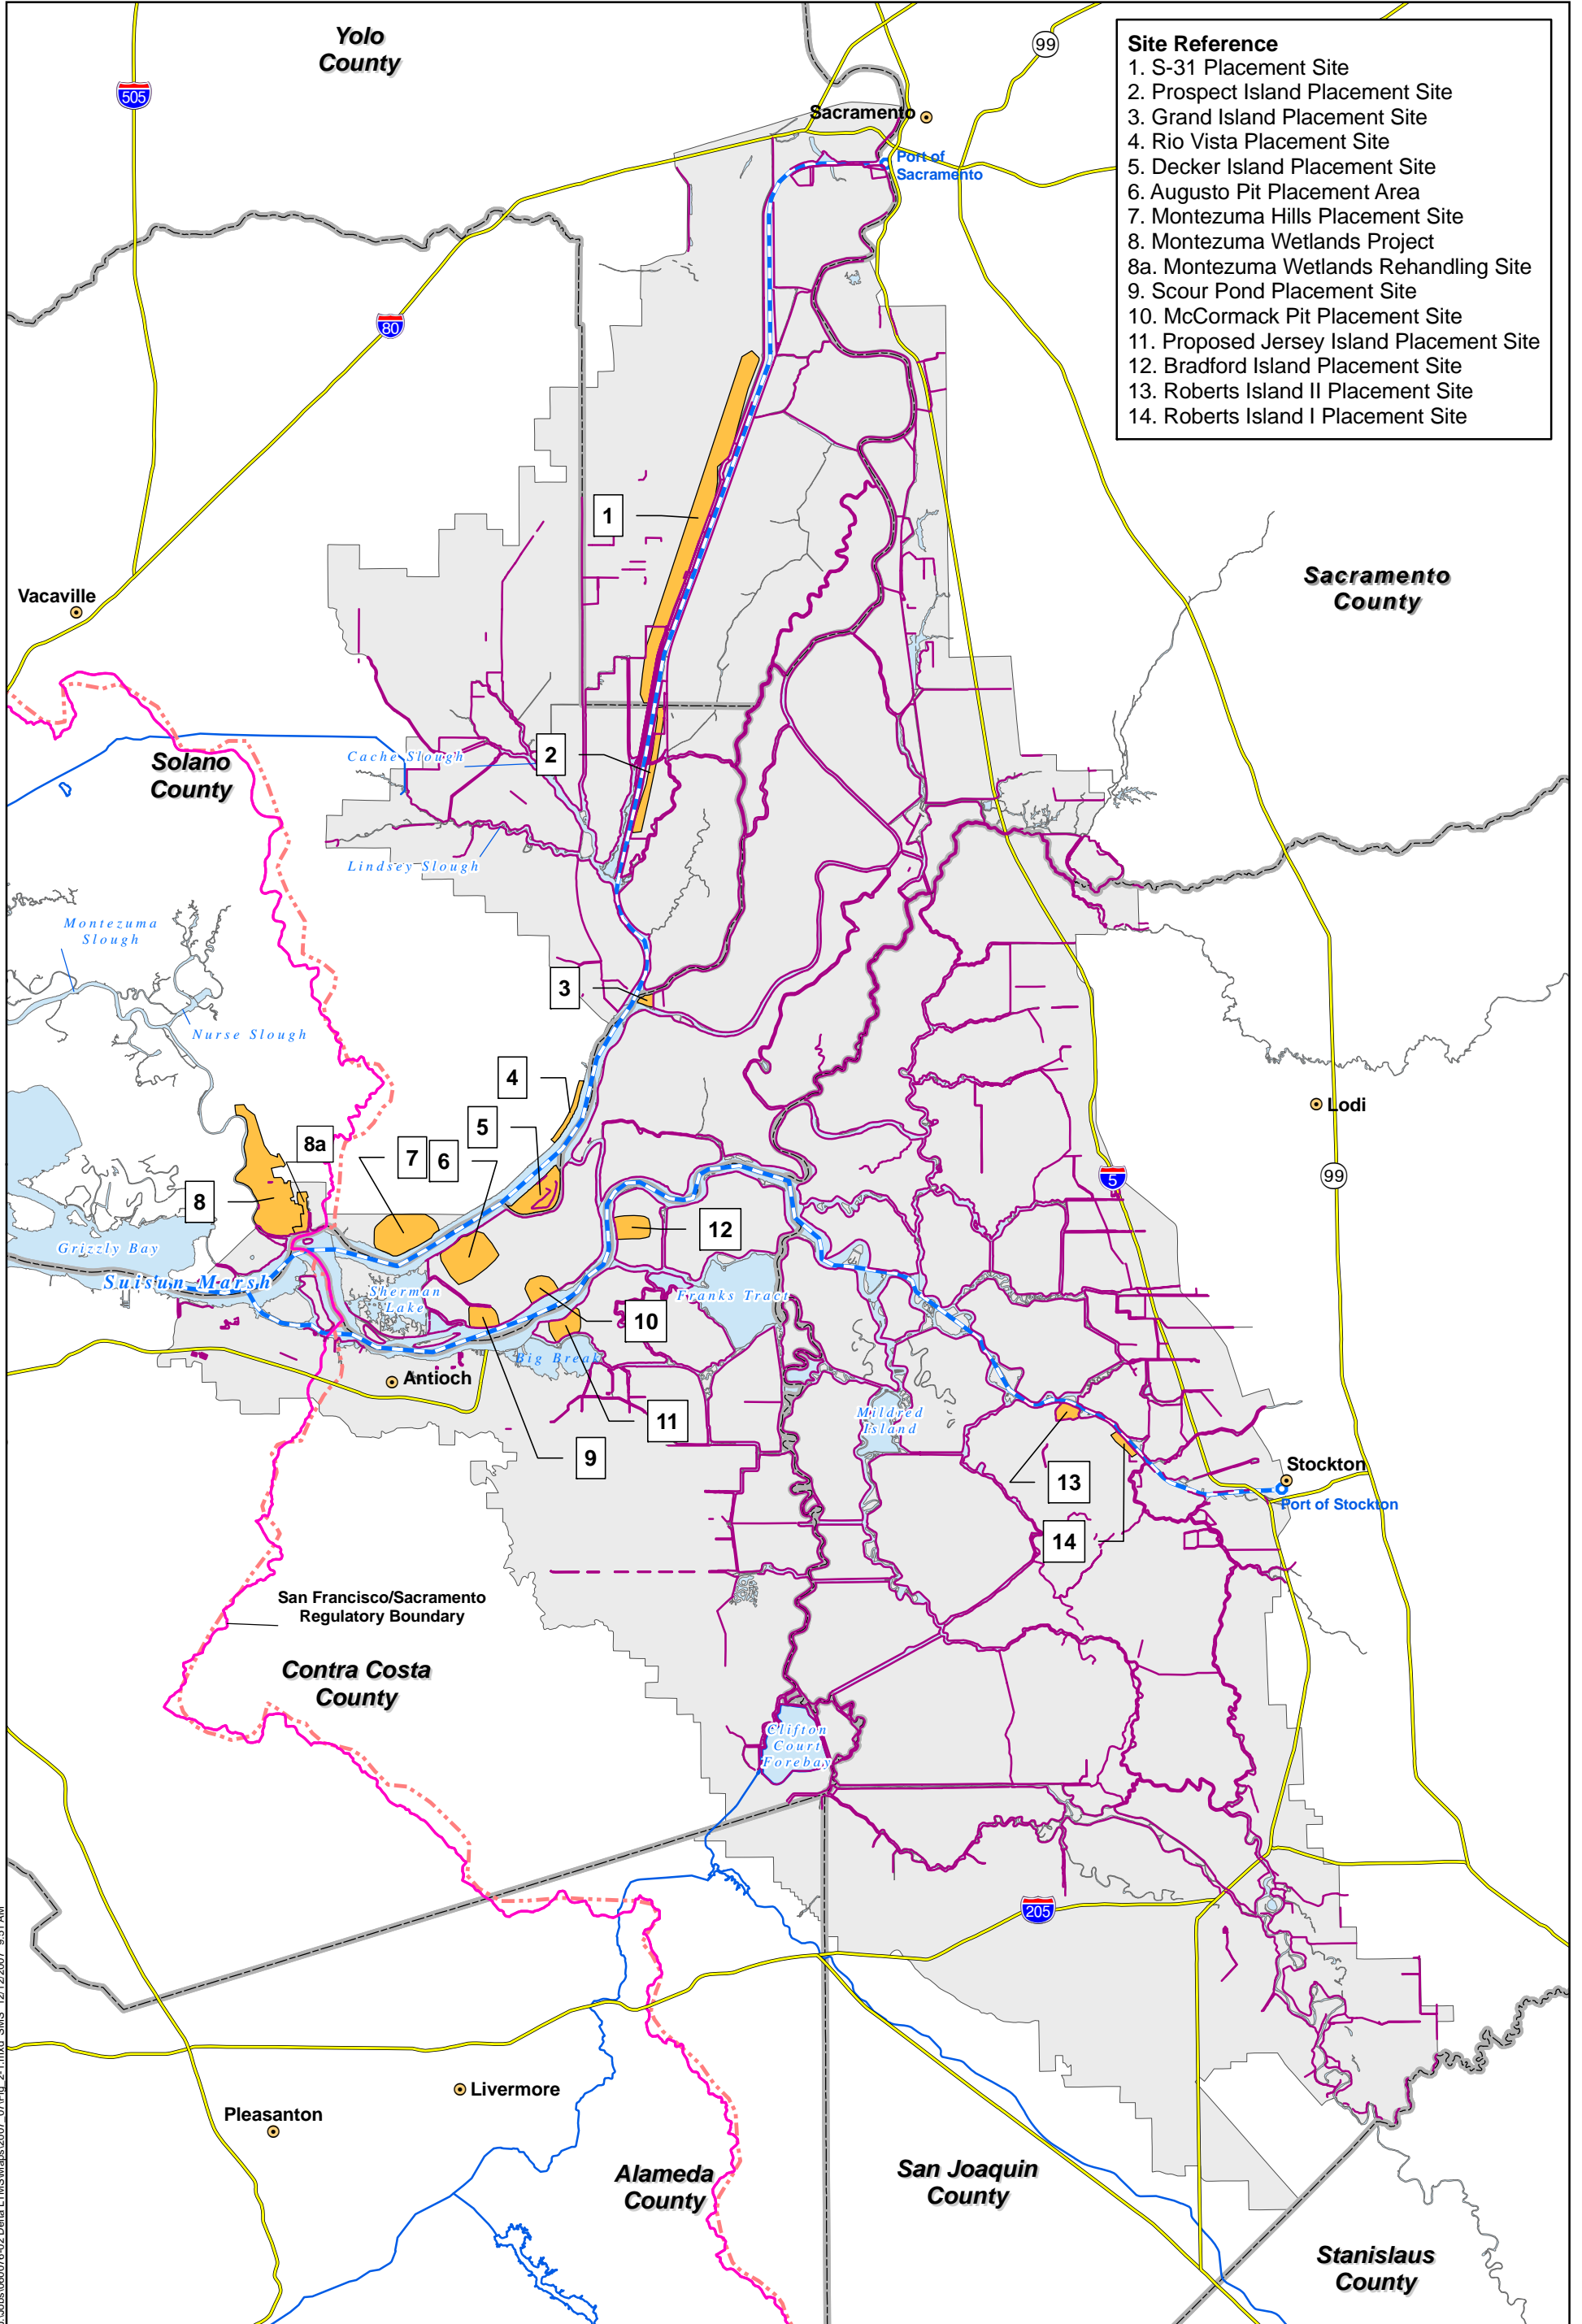 Yolo
County
505
99
Site Reference
1. S-31 Placement Site
2. Prospect Island Placement Site
3. Grand Island Placement Site
4. Rio Vista Placement Site
5. Decker Island Placement Site
6. Augusto Pit Placement Area
7. Montezuma Hills Placement Site
8. Montezuma Wetlands Project
8a. Montezuma Wetlands Rehandling Site
9. Scour Pond Placement Site
10. McCormack Pit Placement Site
11. Proposed Jersey Island Placement Site
12. Bradford Island Placement Site
13. Roberts Island II Placement Site
14. Roberts Island I Placement Site
Sacramento
Port of
Sacramento
80
1
Sacramento
County
Vacaville
Solano
County
Cache Slough
2
Lindsey Slough
Montezuma
Slough
3
Nurse Slough
4
Lodi
5
8a
7
6
5
99
8
12
Grizzly Bay
Suisun Marsh
Sherman
Lake
Franks Tract
10
Big Break
Antioch
11
Mildred
Island
9
13
Stockton
Port of Stockton
14
San Francisco/Sacramento
Regulatory Boundary
Contra Costa
County
Clifton
Court
Forebay
205
Livermore
Pleasanton
Alameda
County
San Joaquin
County
Stanislaus
County